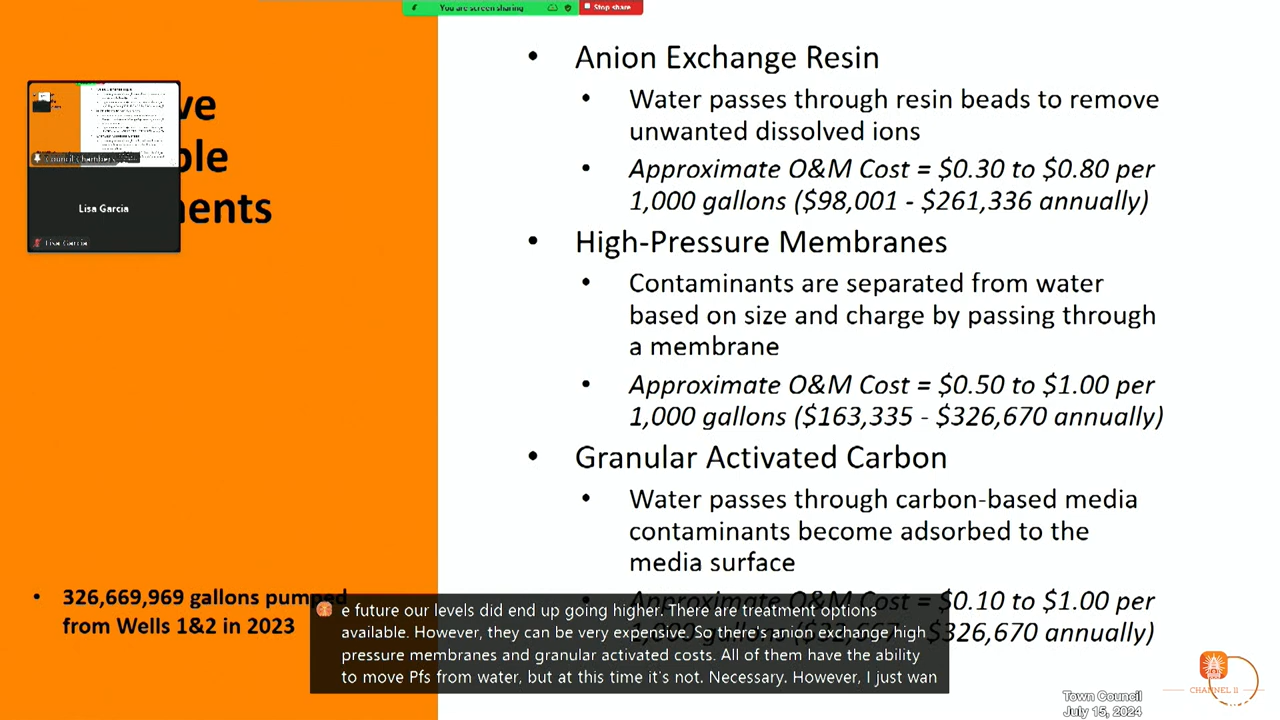 You are screen sharing
Stop share
Council Chambers
Lisa Garcia
Lisa Garcia
• 326,669,969 gallons pumped
from Wells 1&2 in 2023
• Anion Exchange Resin
• Water passes through resin beads to remove
unwanted dissolved ions
• Approximate O&M Cost = $0.30 to $0.80 per
1,000 gallons ($98,001 - $261,336 annually)
• High-Pressure Membranes
• Contaminants are separated from water
based on size and charge by passing through
a membrane
• Approximate O&M Cost = $0.50 to $1.00 per
1,000 gallons ($163,335 - $326,670 annually)
• Granular Activated Carbon
• Water passes through carbon-based media
contaminants become adsorbed to the
media surface
$0.10 to $1.00 per
$326,670 annually)
e future our levels did end up going higher. There are treatment options
available. However, they can be very expensive. So there's anion exchange high
pressure membranes and granular activated costs. All of them have the ability
to move Pfs from water, but at this time it's not. Necessary. However, I just wan
Town Council
July 15, 2024
CHANNEL